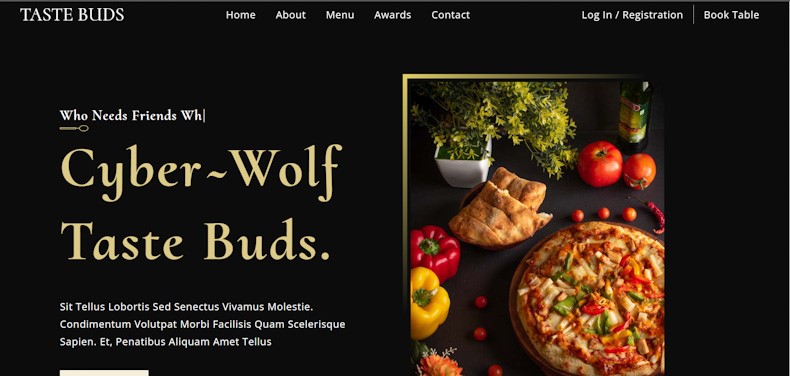 TASTE BUDS
Home About Menu Awards Contact
Log In / Registration Book Table
Who Needs Friends Wh
Cyber~Wolf
Taste Buds.
Sit Tellus Lobortis Sed Senectus Vivamus Molestie.
Condimentum Volutpat Morbi Facilisis Quam Scelerisque
Sapien. Et, Penatibus Aliquam Amet Tellus